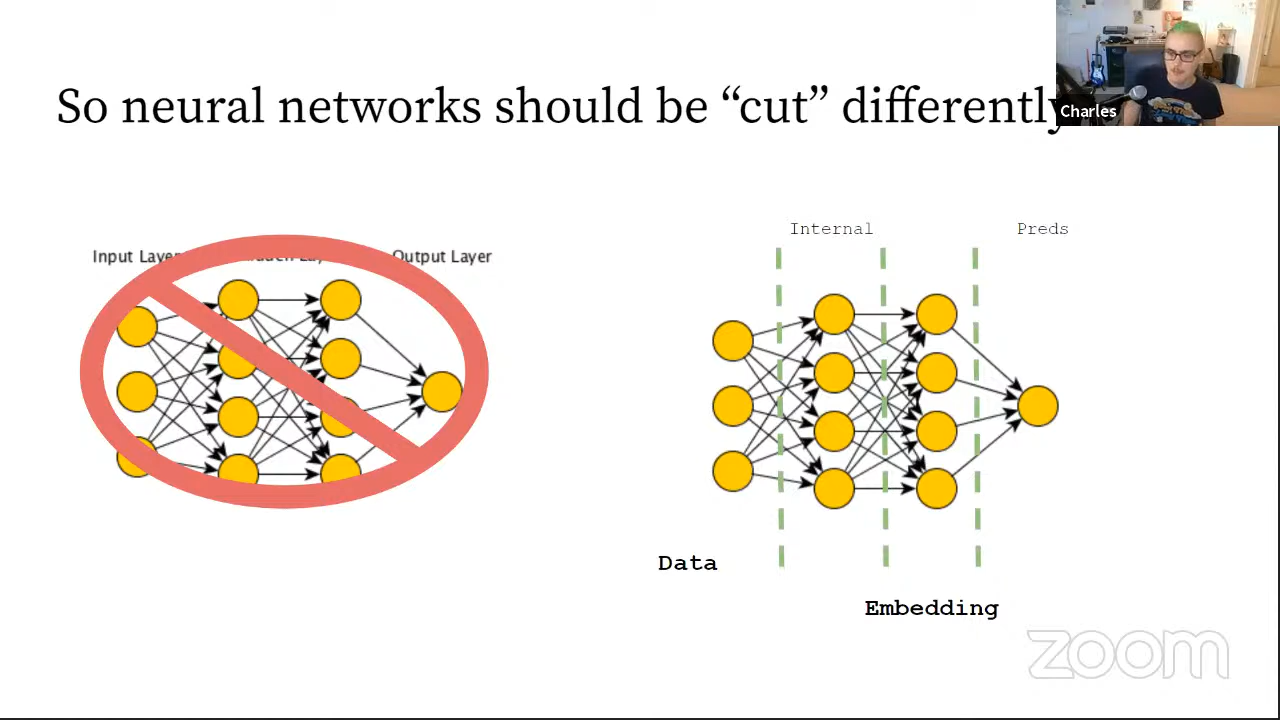 So neural networks should be “cut” differently
Charles
Internal
Preds
Input Layer
Output Layer
Data
Embedding
zoom